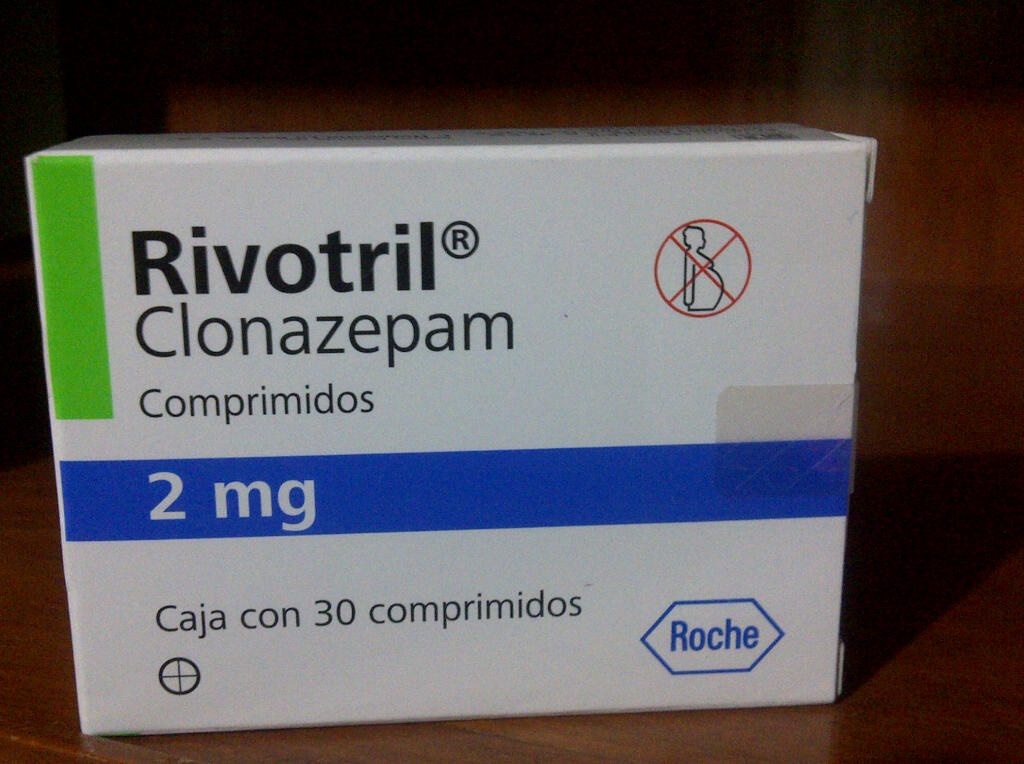 Rivotril®
Clonazepam
Comprimidos
2 mg
Caja con 30 comprimidos
Roche